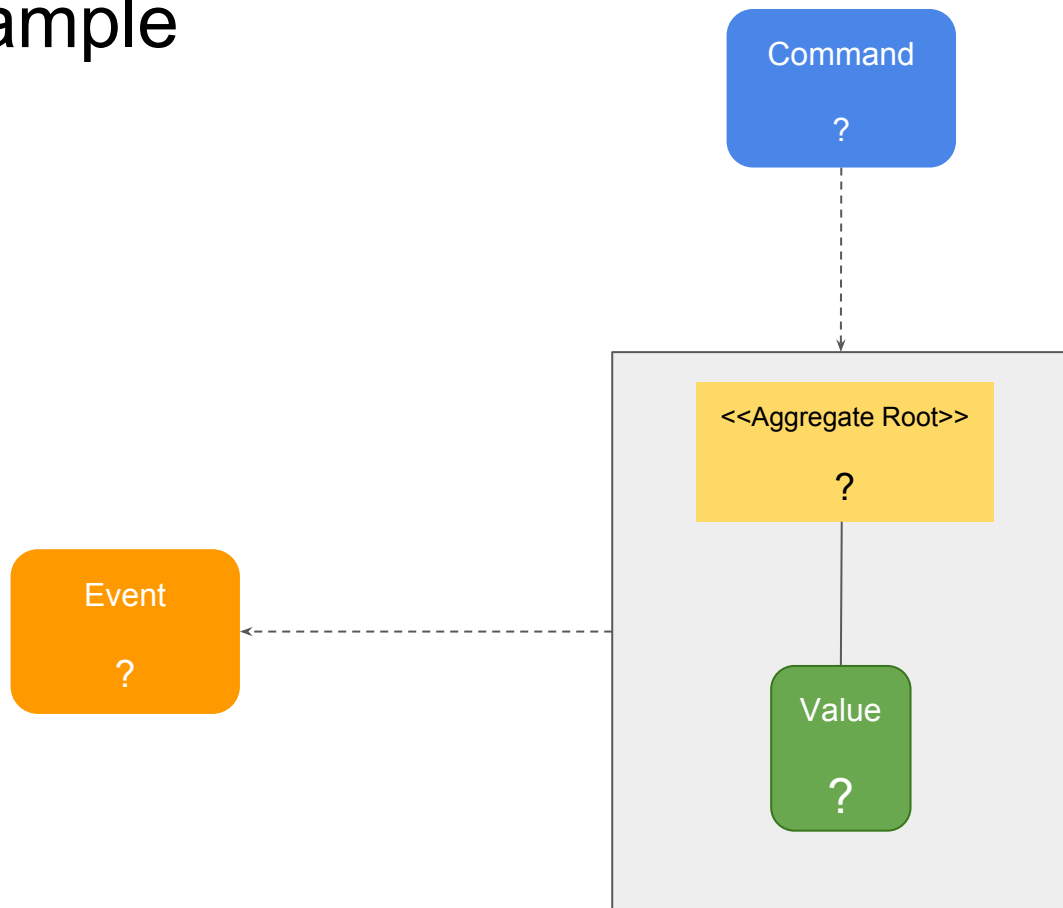 ample
Command
?
<<Aggregate Root>>
?
Event
?
Value
?